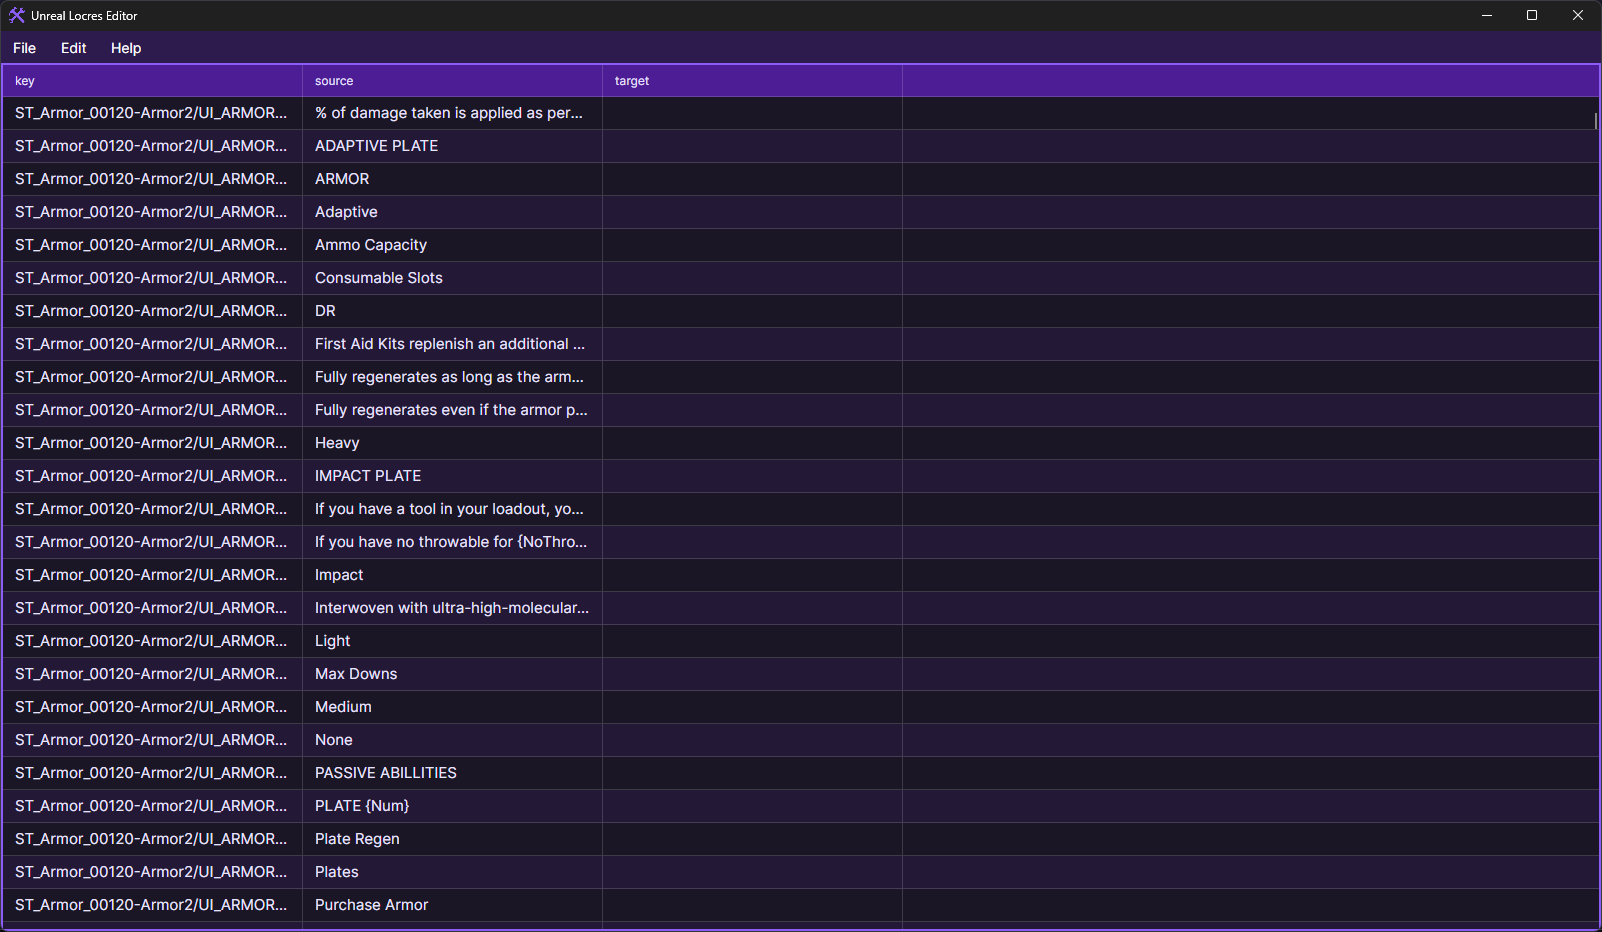 Unreal Locres Editor
File Edit Help
key source target
ST_Armor_00120-Armor2/UI_ARMOR... % of damage taken is applied as per...
ST_Armor_00120-Armor2/UI_ARMOR... ADAPTIVE PLATE
ST_Armor_00120-Armor2/UI_ARMOR... ARMOR
ST_Armor_00120-Armor2/UI_ARMOR... Adaptive
ST_Armor_00120-Armor2/UI_ARMOR... Ammo Capacity
ST_Armor_00120-Armor2/UI_ARMOR... Consumable Slots
ST_Armor_00120-Armor2/UI_ARMOR... DR
ST_Armor_00120-Armor2/UI_ARMOR... First Aid Kits replenish an additional ...
ST_Armor_00120-Armor2/UI_ARMOR... Fully regenerates as long as the arm...
ST_Armor_00120-Armor2/UI_ARMOR... Fully regenerates even if the armor p...
ST_Armor_00120-Armor2/UI_ARMOR... Heavy
ST_Armor_00120-Armor2/UI_ARMOR... IMPACT PLATE
ST_Armor_00120-Armor2/UI_ARMOR... If you have a tool in your loadout, yo...
ST_Armor_00120-Armor2/UI_ARMOR... If you have no throwable for {NoThro...
ST_Armor_00120-Armor2/UI_ARMOR... Impact
ST_Armor_00120-Armor2/UI_ARMOR... Interwoven with ultra-high-molecular...
ST_Armor_00120-Armor2/UI_ARMOR... Light
ST_Armor_00120-Armor2/UI_ARMOR... Max Downs
ST_Armor_00120-Armor2/UI_ARMOR... Medium
ST_Armor_00120-Armor2/UI_ARMOR... None
ST_Armor_00120-Armor2/UI_ARMOR... PASSIVE ABILLITIES
ST_Armor_00120-Armor2/UI_ARMOR... PLATE {Num}
ST_Armor_00120-Armor2/UI_ARMOR... Plate Regen
ST_Armor_00120-Armor2/UI_ARMOR... Plates
ST_Armor_00120-Armor2/UI_ARMOR... Purchase Armor